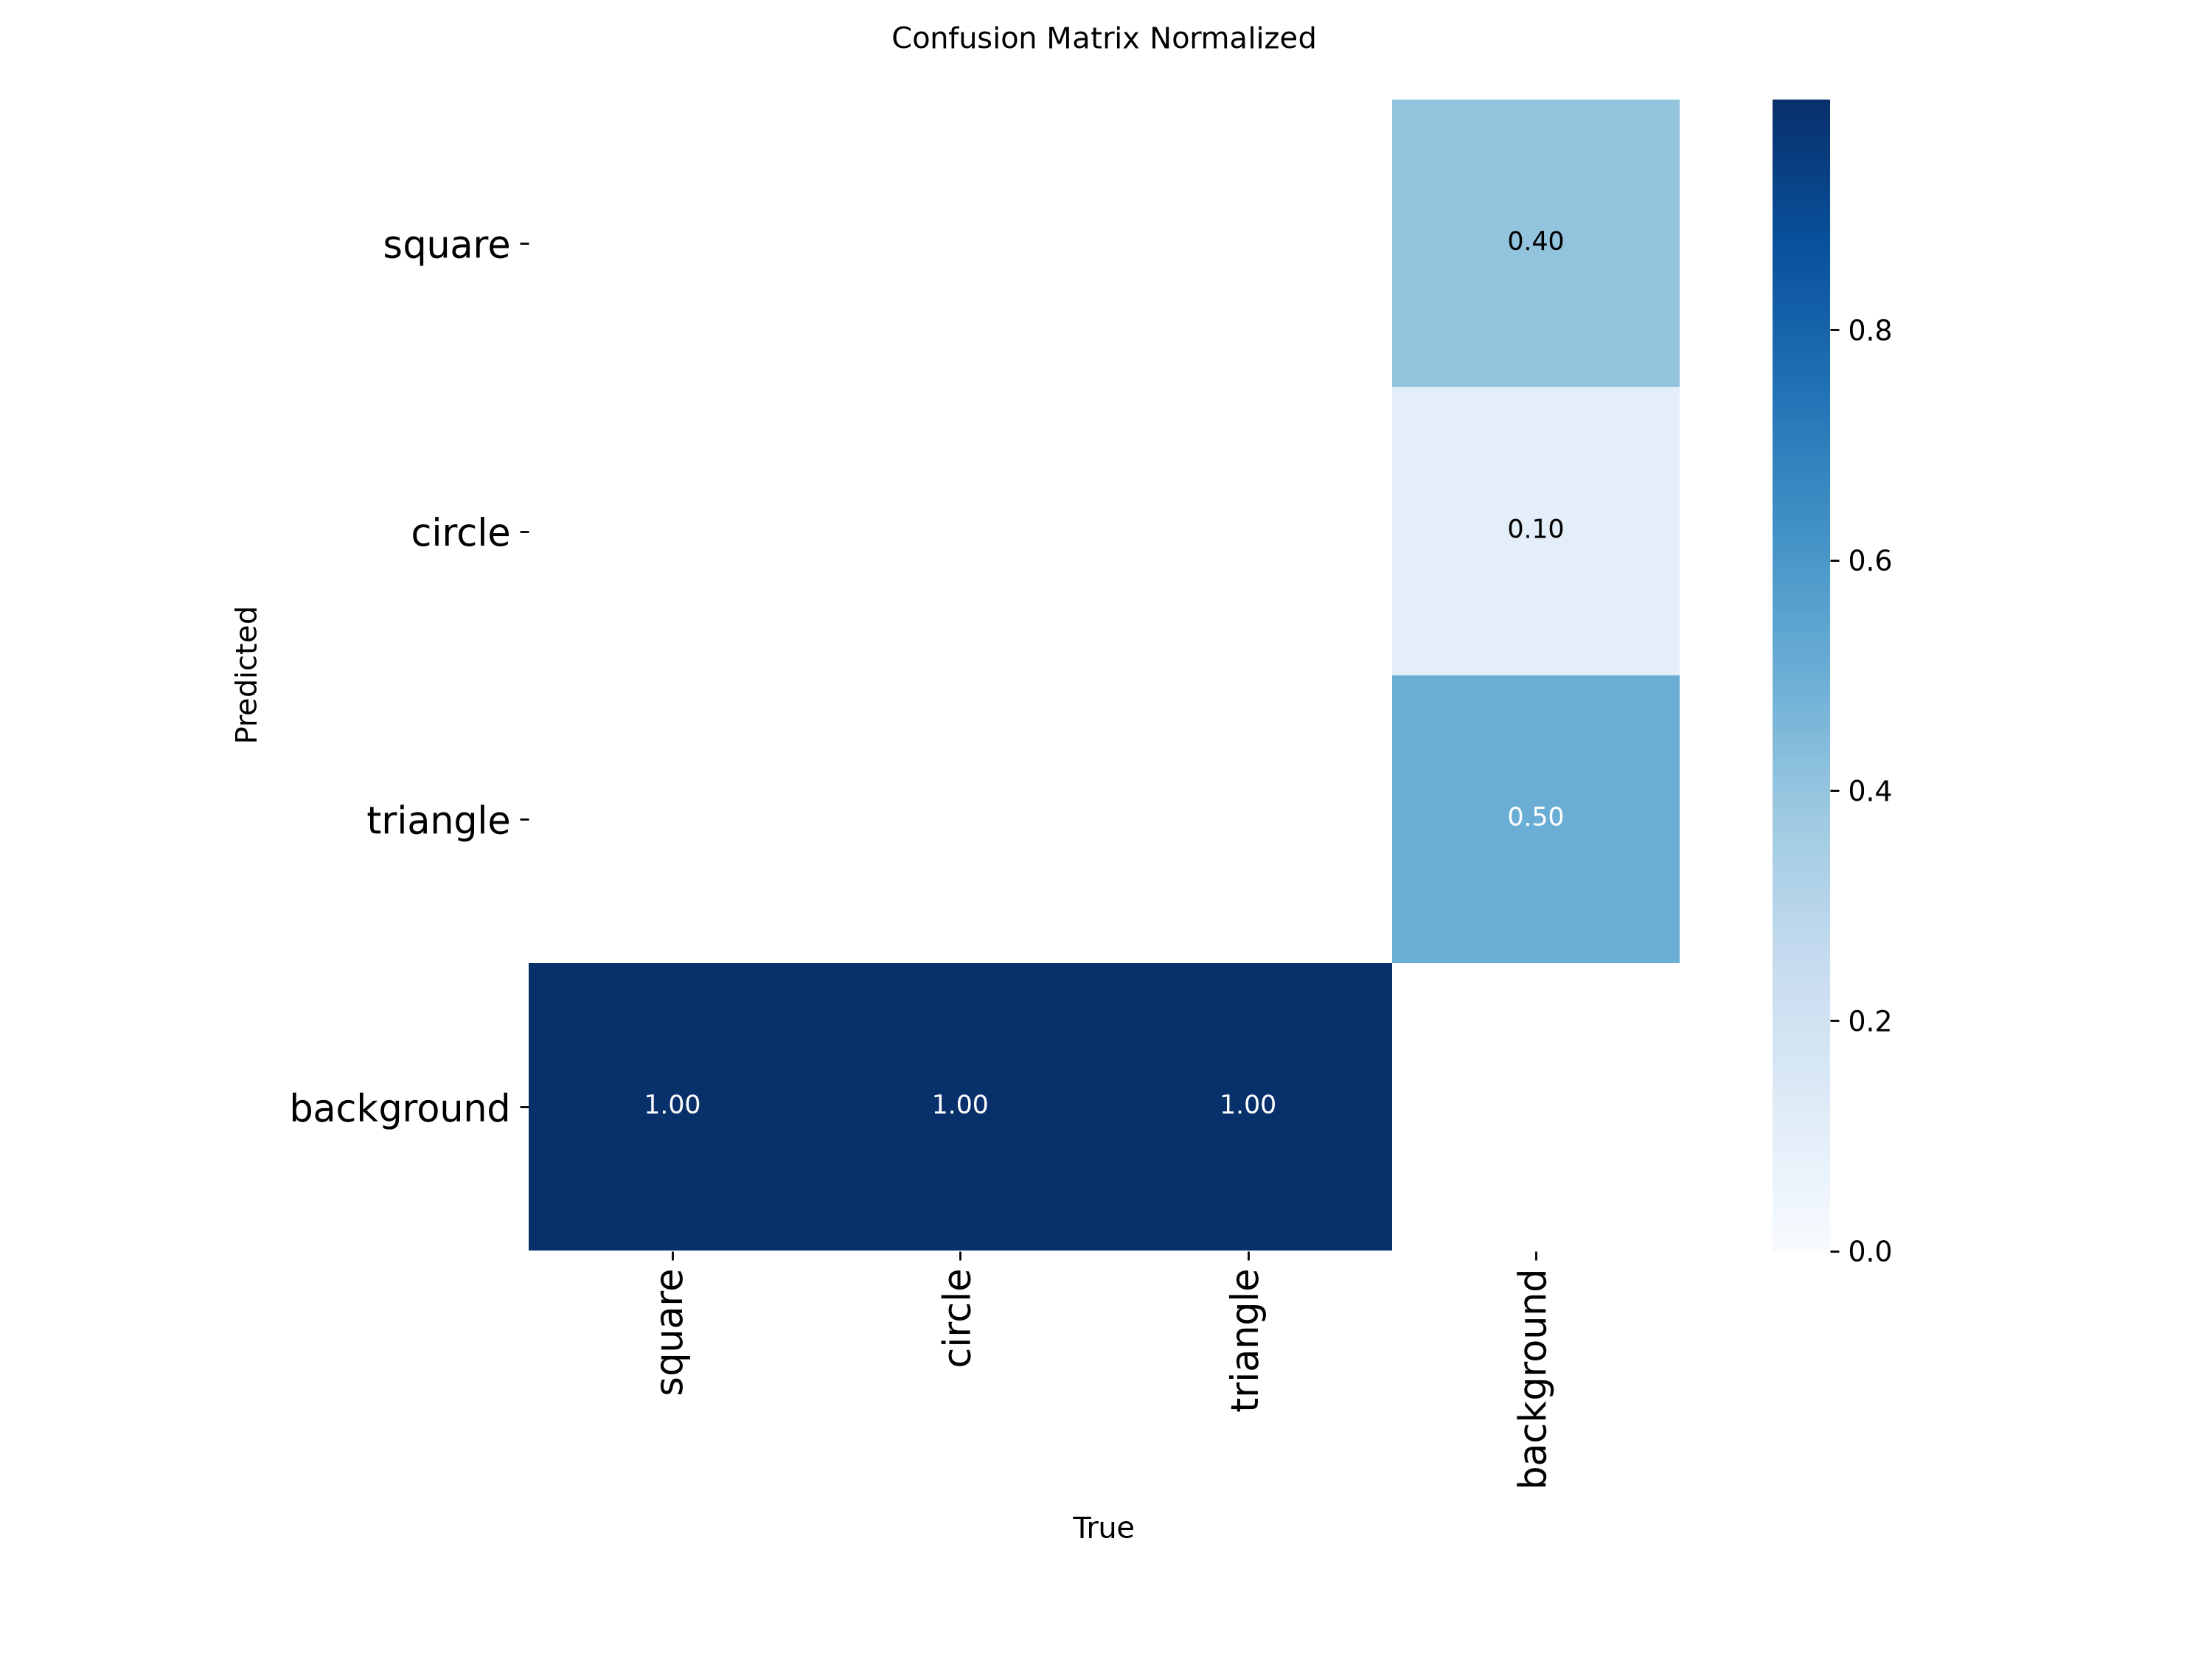 Confusion Matrix Normalized
square
0.40
0.8
circle
0.10
0.6
Predicted
triangle
0.50
0.4
background
1.00 1.00 1.00
0.2
0.0
square circle triangle background
True